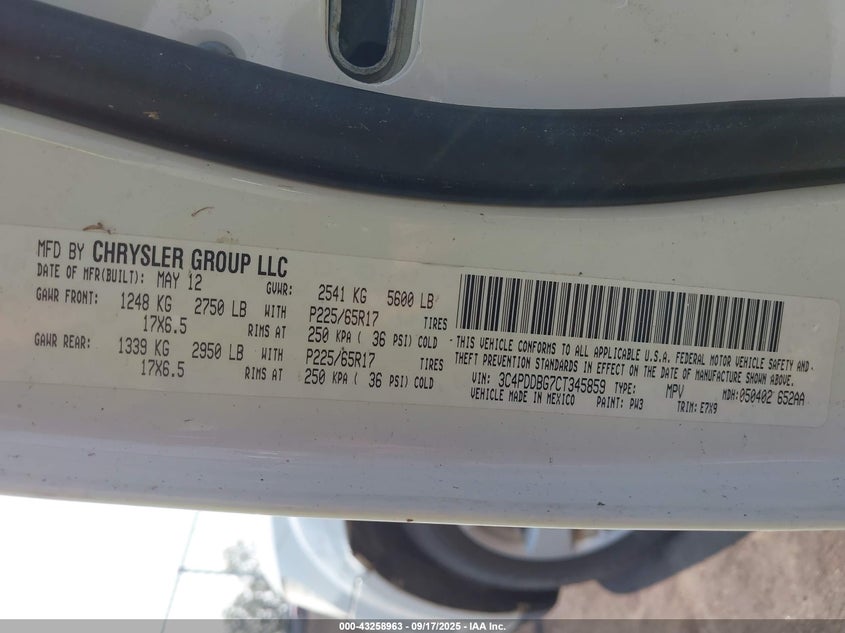 MFD BY CHRYSLER GROUP LLC
DATE OF MFR(BUILT): MAY 12 GVWR: 2541 KG 5600 LB
GAWR FRONT: 1248 KG 2750 LB WITH P225/65R17 TIRES
17X6.5 RIMS AT 250 KPA ( 36 PSI) COLD
GAWR REAR: 1339 KG 2950 LB WITH P225/65R17 TIRES
17X6.5 RIMS AT 250 KPA ( 36 PSI) COLD
THIS VEHICLE CONFORMS TO ALL APPLICABLE U.S.A. FEDERAL MOTOR VEHICLE SAFETY AND
THEFT PREVENTION STANDARDS IN EFFECT ON THE DATE OF MANUFACTURE SHOWN ABOVE.
VIN: 3C4PDDBG7CT345859 TYPE: MPV MDH:050402 652AA
VEHICLE MADE IN MEXICO PAINT: PW3 TRIM: E7X9
000-43258963 - 09/17/2025 - IAA Inc.